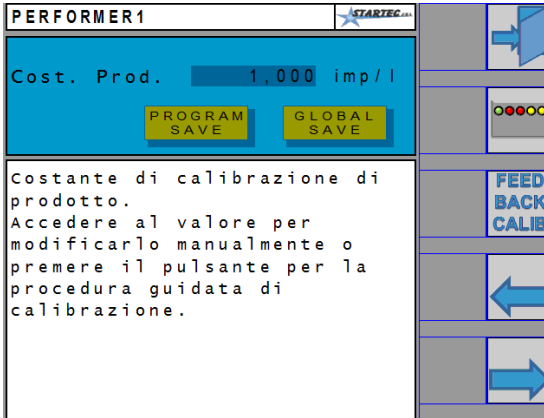 PERFORMER1
STARTEC s.r.l.
Cost. Prod. 1,000 imp/l
PROGRAM
SAVE
GLOBAL
SAVE
Costante di calibrazione di
prodotto.
Accedere al valore per
modificarlo manualmente o
premere il pulsante per la
procedura guidata di
calibrazione.
FEED
BACK
CALIB